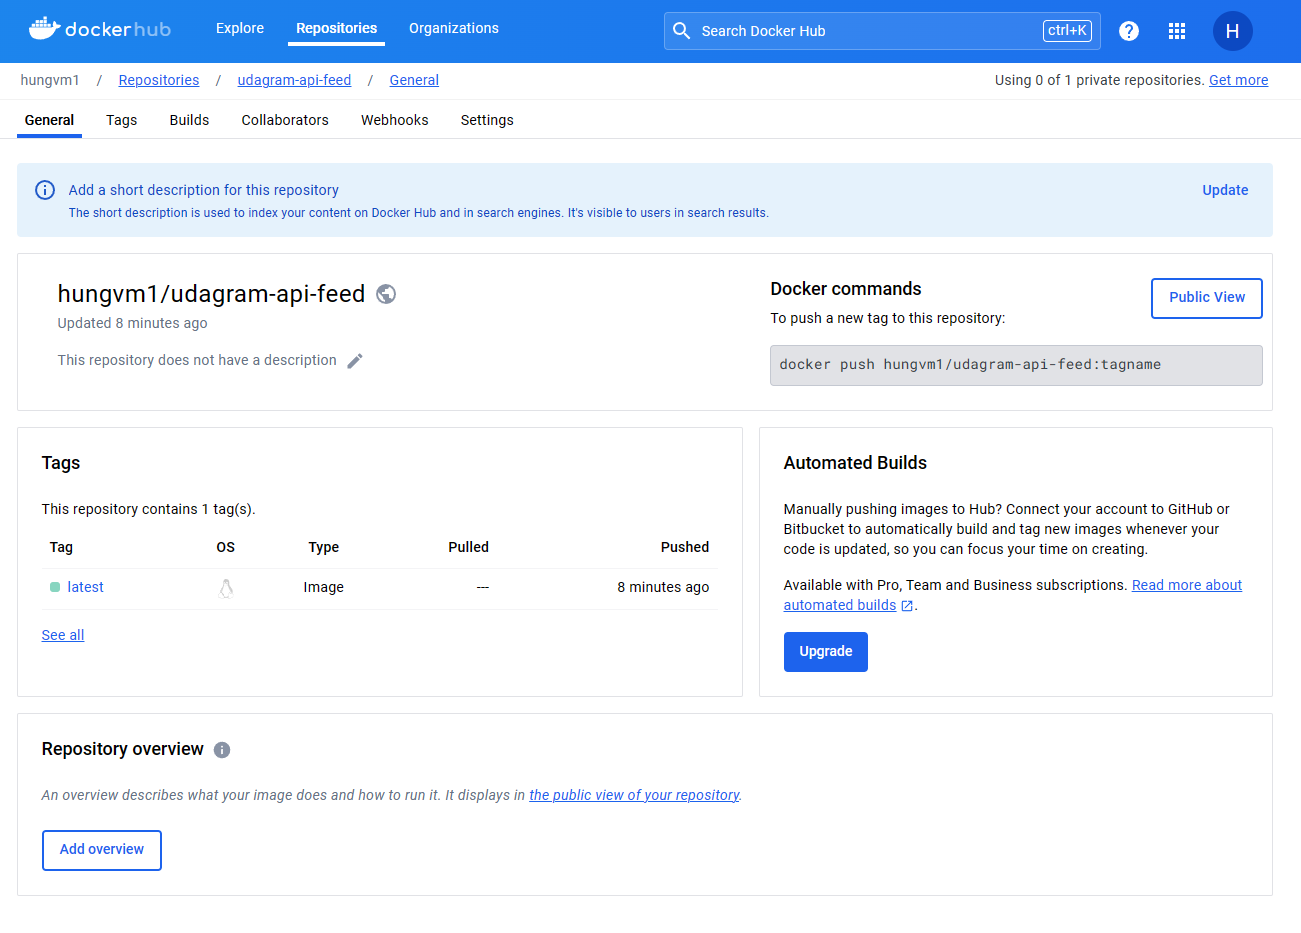 dockerhub Explore Repositories Organizations Search Docker Hub ctrl+K ? H
hungvm1 / Repositories / udagram-api-feed / General Using 0 of 1 private repositories. Get more
General Tags Builds Collaborators Webhooks Settings
Add a short description for this repository Update
The short description is used to index your content on Docker Hub and in search engines. It's visible to users in search results.
hungvm1/udagram-api-feed
Updated 8 minutes ago
This repository does not have a description
Docker commands
Public View
To push a new tag to this repository:
docker push hungvm1/udagram-api-feed:tagname
Tags
This repository contains 1 tag(s).
Tag OS Type Pulled Pushed
latest Image --- 8 minutes ago
See all
Automated Builds
Manually pushing images to Hub? Connect your account to GitHub or
Bitbucket to automatically build and tag new images whenever your
code is updated, so you can focus your time on creating.
Available with Pro, Team and Business subscriptions. Read more about
automated builds .
Upgrade
Repository overview
An overview describes what your image does and how to run it. It displays in the public view of your repository.
Add overview